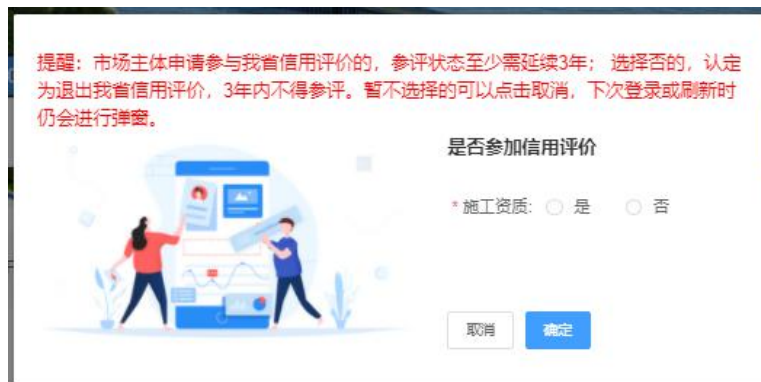 提醒：市场主体申请参与我省信用评价的，参评状态至少需延续3年； 选择否的，认定
为退出我省信用评价，3年内不得参评。暂不选择的可以点击取消，下次登录或刷新时
仍会进行弹窗。
是否参加信用评价
* 施工资质: 是 否
取消 确定